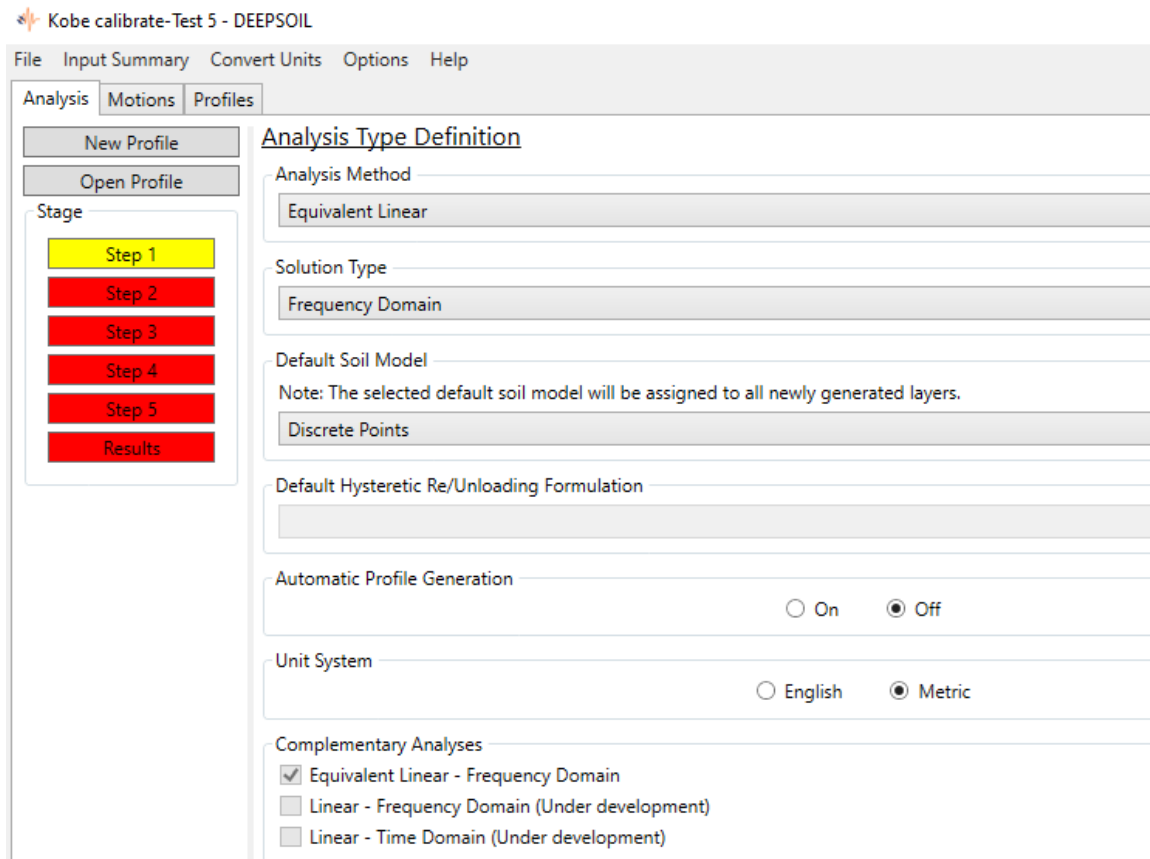 Kobe calibrate-Test 5 - DEEPSOIL
File Input Summary Convert Units Options Help
Analysis Motions Profiles
New Profile
Open Profile
Stage
Step 1
Step 2
Step 3
Step 4
Step 5
Results
Analysis Type Definition
Analysis Method
Equivalent Linear
Solution Type
Frequency Domain
Default Soil Model
Note: The selected default soil model will be assigned to all newly generated layers.
Discrete Points
Default Hysteretic Re/Unloading Formulation
Automatic Profile Generation
On Off
Unit System
English Metric
Complementary Analyses
Equivalent Linear - Frequency Domain
Linear - Frequency Domain (Under development)
Linear - Time Domain (Under development)